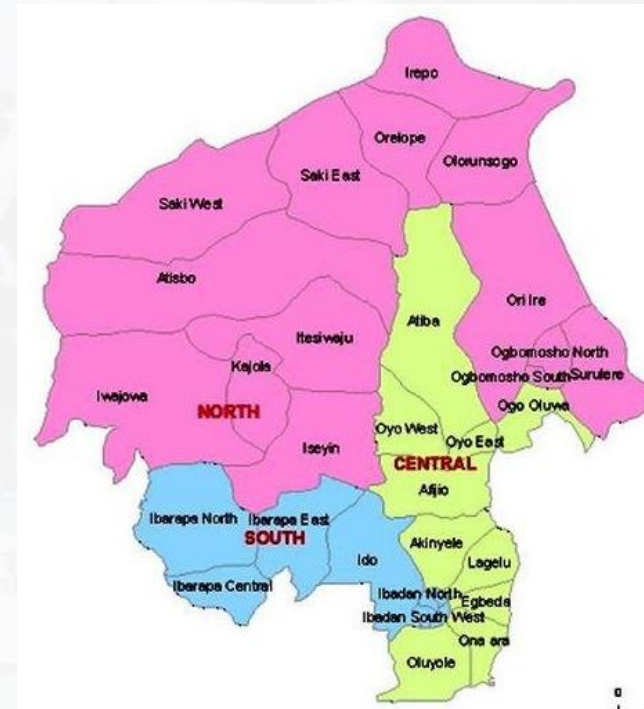 Irepo
Orelope
Olorunsogo
Saki East
Saki West
Atisbo
Ori Ire
Atiba
Itesiwaju
Ogbomosho North
Kajola
Ogbomosho South
Surulere
Iwajowa
Ogo Oluwa
NORTH
Oyo West
Oyo East
Iseyin
CENTRAL
Afijio
Ibarapa North
Ibarapa East
SOUTH
Akinyele
Ido
Lagelu
Ibarapa Central
Ibadan North
Egbeda
Ibadan South West
Ona ara
Oluyole
0